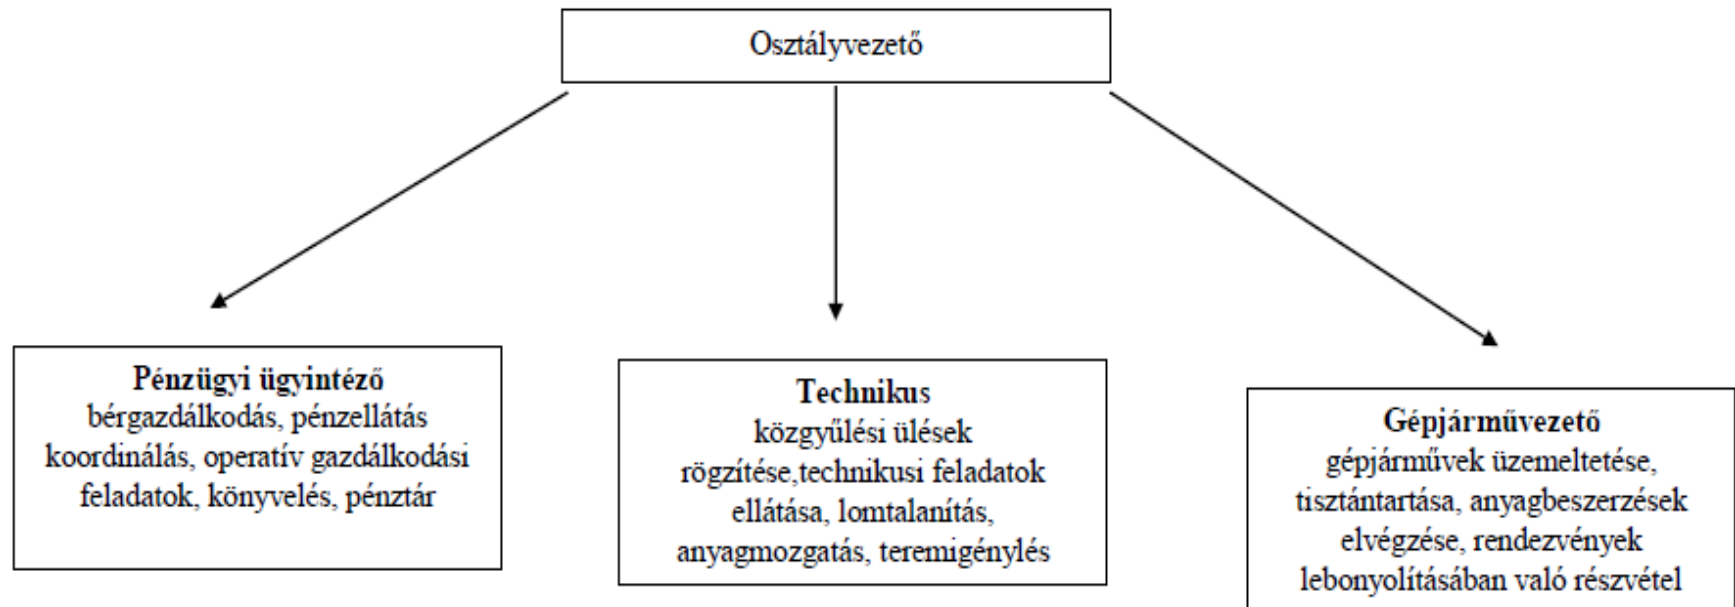 Osztályvezető
Pénzügyi ügyintéző
bérgazdálkodás, pénzellátás
koordinálás, operatív gazdálkodási
feladatok, könyvelés, pénztár
Technikus
közgyűlési ülések
rögzítése,technikusi feladatok
ellátása, lomtalanítás,
anyagmozgatás, teremigénylés
Gépjárművezető
gépjárművek üzemeltetése,
tisztántartása, anyagbeszerzések
elvégzése, rendezvények
lebonyolításában való részvétel